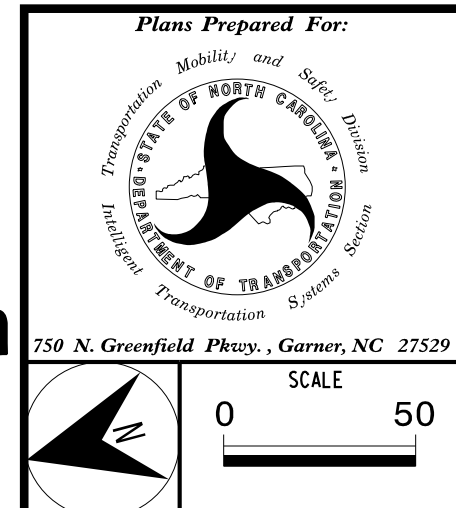 Plans Prepared For:
Transportation Mobility and Safety Division
STATE OF NORTH CAROLINA
DEPARTMENT OF TRANSPORTATION
Intelligent Transportation Systems Section
750 N. Greenfield Pkwy. , Garner, NC 27529
N
SCALE
0 50